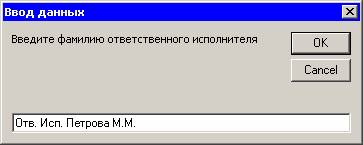 Ввод данных
Введите фамилию ответственного исполнителя
OK
Cancel
Отв. Исп. Петрова М.М.